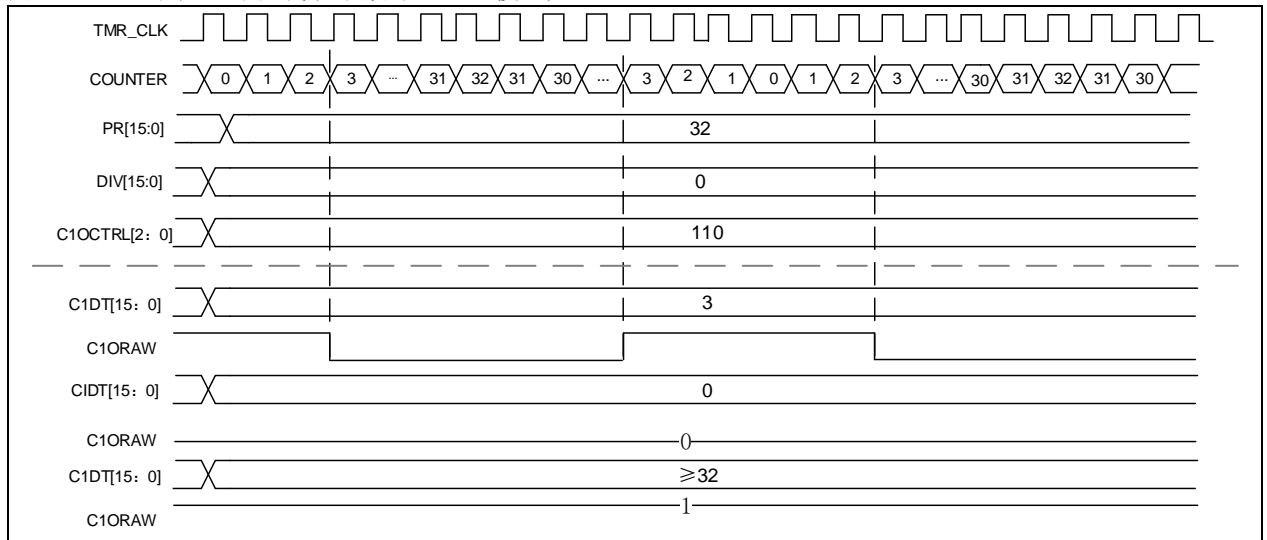 TMR_CLK
COUNTER 0 1 2 3 ... 31 32 31 30 ... 3 2 1 0 1 2 3 ... 30 31 32 31 30
PR[15:0] 32
DIV[15:0] 0
C1OCTRL[2：0] 110
C1DT[15：0] 3
C1ORAW
CIDT[15：0] 0
C1ORAW 0
C1DT[15：0] ≥32
C1ORAW 1